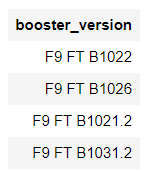 booster_version
F9 FT B1022
F9 FT B1026
F9 FT B1021.2
F9 FT B1031.2